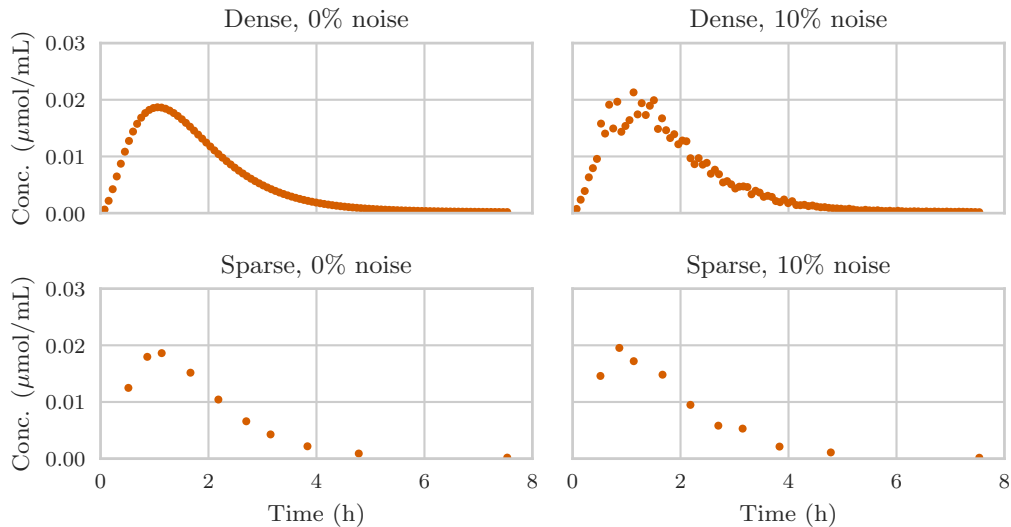 Dense, 0% noise
Dense, 10% noise
Conc. (μmol/mL)
0.03
0.02
0.01
0.00
Sparse, 0% noise
Sparse, 10% noise
Conc. (μmol/mL)
0.03
0.02
0.01
0.00
0 2 4 6 8
0 2 4 6 8
Time (h)
Time (h)